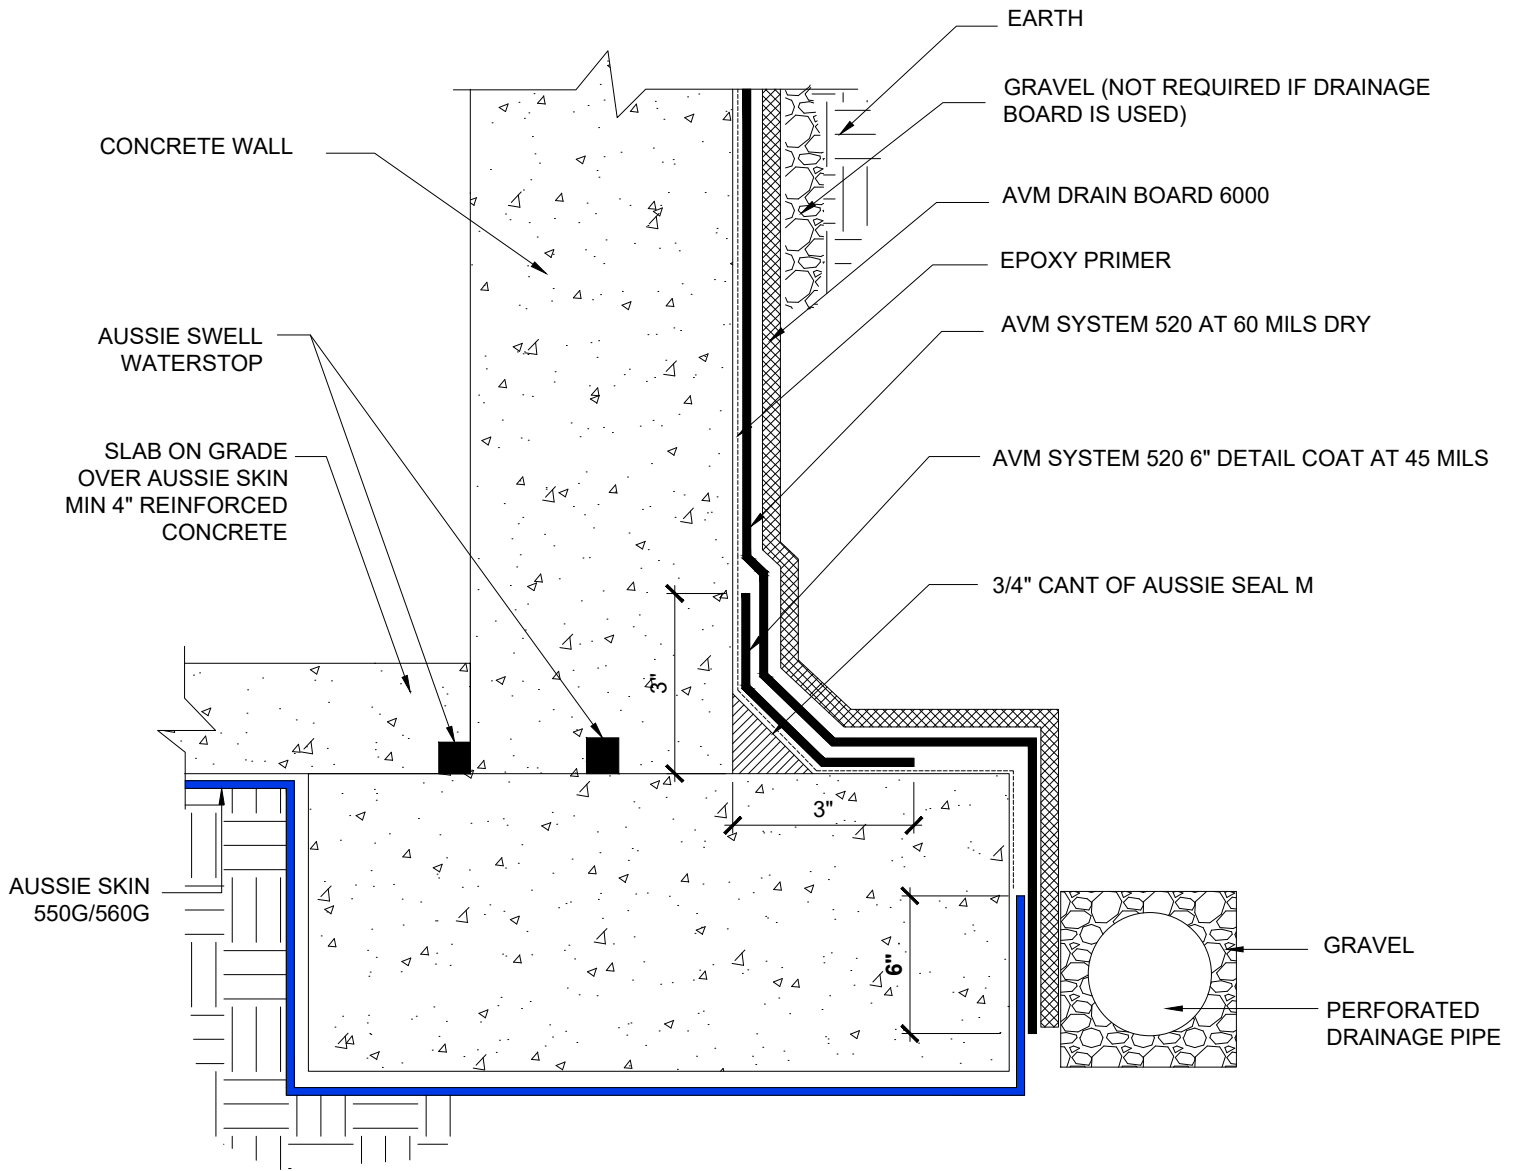 EARTH
GRAVEL (NOT REQUIRED IF DRAINAGE
BOARD IS USED)
CONCRETE WALL
AVM DRAIN BOARD 6000
EPOXY PRIMER
AVM SYSTEM 520 AT 60 MILS DRY
AUSSIE SWELL
WATERSTOP
SLAB ON GRADE
OVER AUSSIE SKIN
MIN 4" REINFORCED
CONCRETE
AVM SYSTEM 520 6" DETAIL COAT AT 45 MILS
3/4" CANT OF AUSSIE SEAL M
3"
3"
AUSSIE SKIN
550G/560G
6"
GRAVEL
PERFORATED
DRAINAGE PIPE